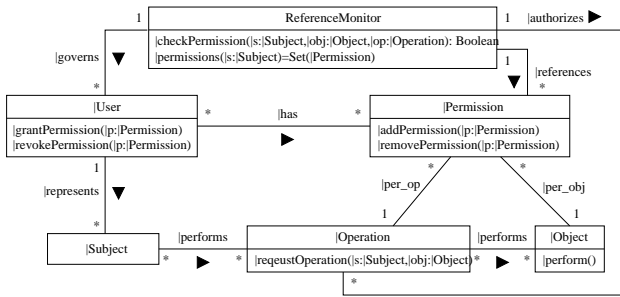 ReferenceMonitor
|checkPermission(|s:|Subject,|obj:|Object,|op:|Operation): Boolean
|permissions(|s:|Subject)=Set(|Permission)
1
1
|authorizes
|governs
*
1
|references
*
|User
|grantPermission(|p:|Permission)
|revokePermission(|p:|Permission)
*
|has
*
|Permission
|addPermission(|p:|Permission)
|removePermission(|p:|Permission)
1
|represents
*
*
|per_op
1
*
|per_obj
1
|Subject
*
|performs
*
|Operation
|reqeustOperation(|s:|Subject,|obj:|Object)
*
*
|performs
*
|Object
|perform()